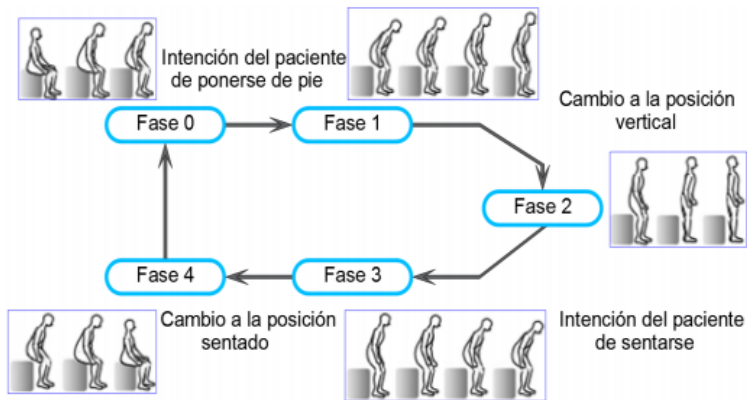 Intención del paciente
de ponerse de pie
Fase 0
Fase 1
Cambio a la posición
vertical
Fase 2
Fase 4
Fase 3
Cambio a la posición
sentado
Intención del paciente
de sentarse